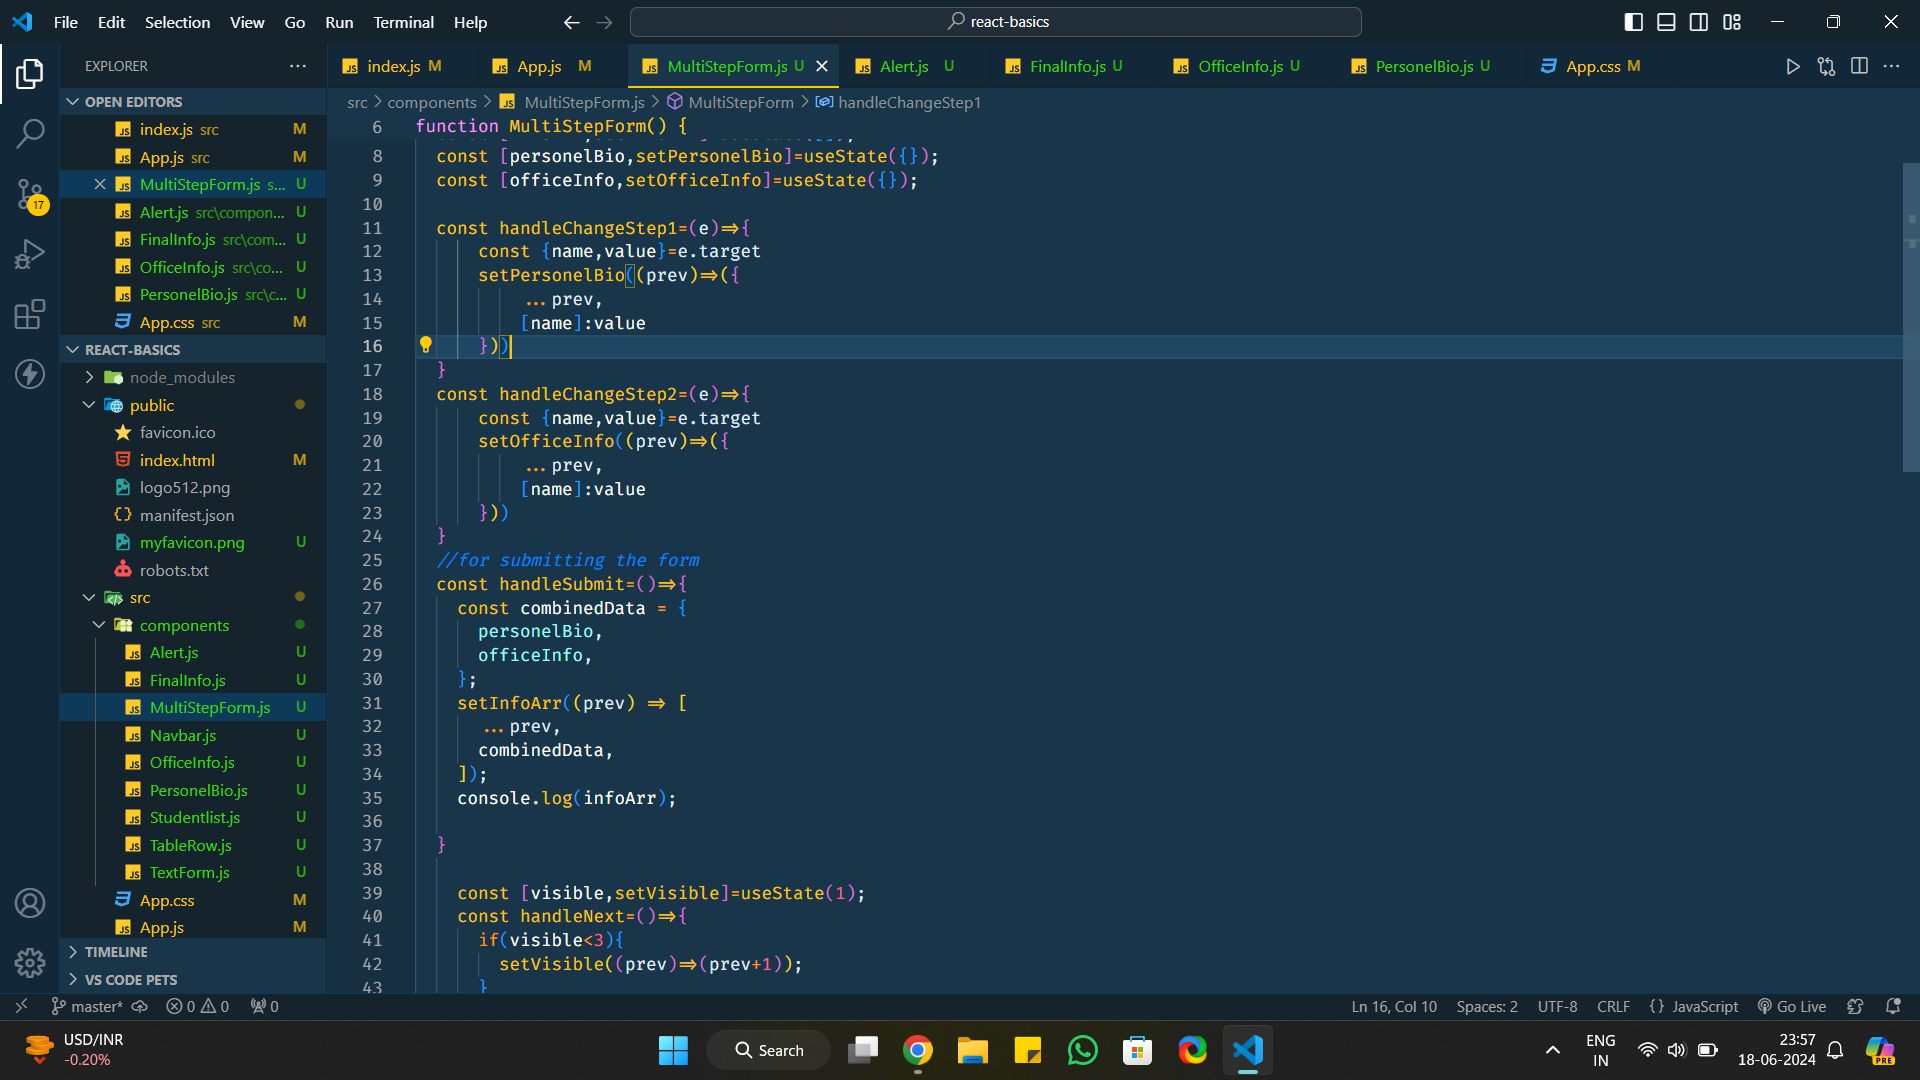 File Edit Selection View Go Run Terminal Help
react-basics
EXPLORER
OPEN EDITORS
index.js src M
App.js src M
MultiStepForm.js s... U
Alert.js src\compon... U
FinalInfo.js src\com... U
OfficeInfo.js src\co... U
PersonelBio.js src\c... U
App.css src M
REACT-BASICS
node_modules
public
favicon.ico
index.html M
logo512.png
manifest.json
myfavicon.png U
robots.txt
src
components
Alert.js U
FinalInfo.js U
MultiStepForm.js U
Navbar.js U
OfficeInfo.js U
PersonelBio.js U
Studentlist.js U
TableRow.js U
TextForm.js U
App.css M
App.js M
TIMELINE
VS CODE PETS
17
index.js M App.js M MultiStepForm.js U Alert.js U FinalInfo.js U OfficeInfo.js U PersonelBio.js U App.css M
src > components > MultiStepForm.js > MultiStepForm > handleChangeStep1
6 function MultiStepForm() {
8 const [personelBio,setPersonelBio]=useState({});
9 const [officeInfo,setOfficeInfo]=useState({});
10
11 const handleChangeStep1=(e)=>{
12 const {name,value}=e.target
13 setPersonelBio((prev)=>({
14 ...prev,
15 [name]:value
16 }))
17 }
18 const handleChangeStep2=(e)=>{
19 const {name,value}=e.target
20 setOfficeInfo((prev)=>({
21 ...prev,
22 [name]:value
23 }))
24 }
25 //for submitting the form
26 const handleSubmit=()=>{
27 const combinedData = {
28 personelBio,
29 officeInfo,
30 };
31 setInfoArr((prev) => [
32 ...prev,
33 combinedData,
34 ]);
35 console.log(infoArr);
36
37 }
38
39 const [visible,setVisible]=useState(1);
40 const handleNext=()=>{
41 if(visible<3){
42 setVisible((prev)=>(prev+1));
43 }
master* 0 0 0
Ln 16, Col 10 Spaces: 2 UTF-8 CRLF {} JavaScript Go Live
USD/INR
-0.20%
Search
ENG
IN
23:57
18-06-2024
PRE